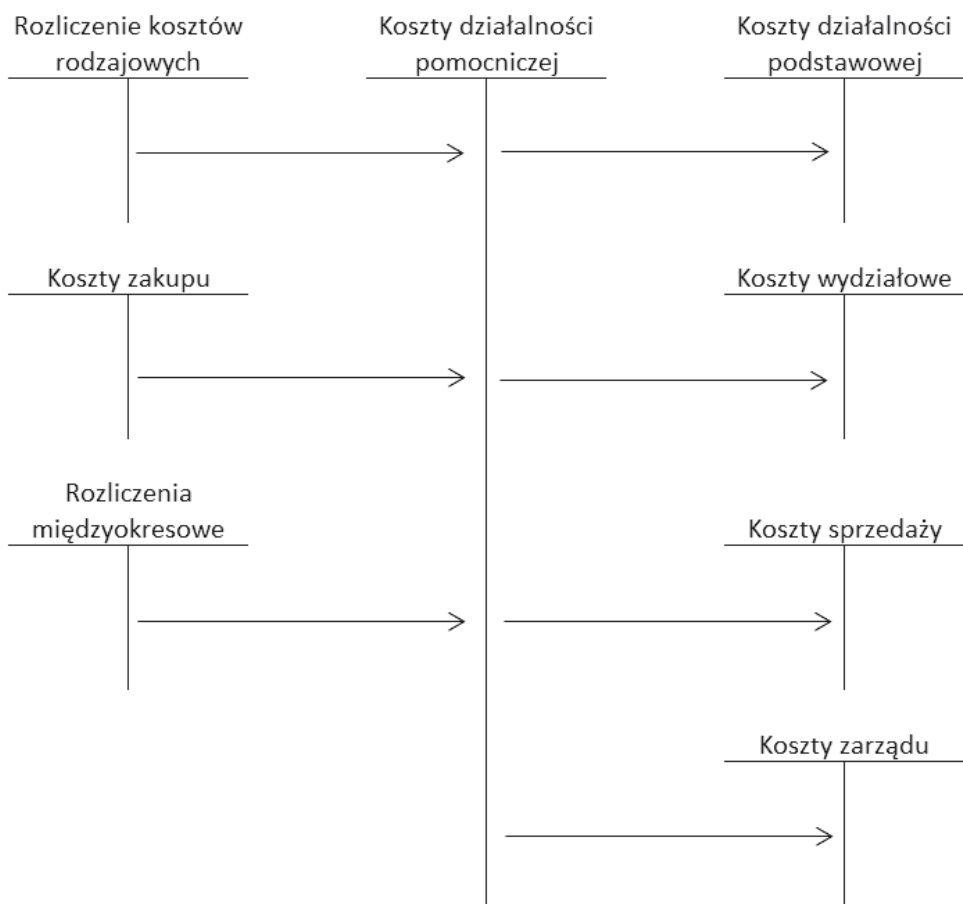 Rozliczenie kosztów
rodzajowych
Koszty działalności
pomocniczej
Koszty działalności
podstawowej
Koszty zakupu
Koszty wydziałowe
Rozliczenia
międzyokresowe
Koszty sprzedaży
Koszty zarządu